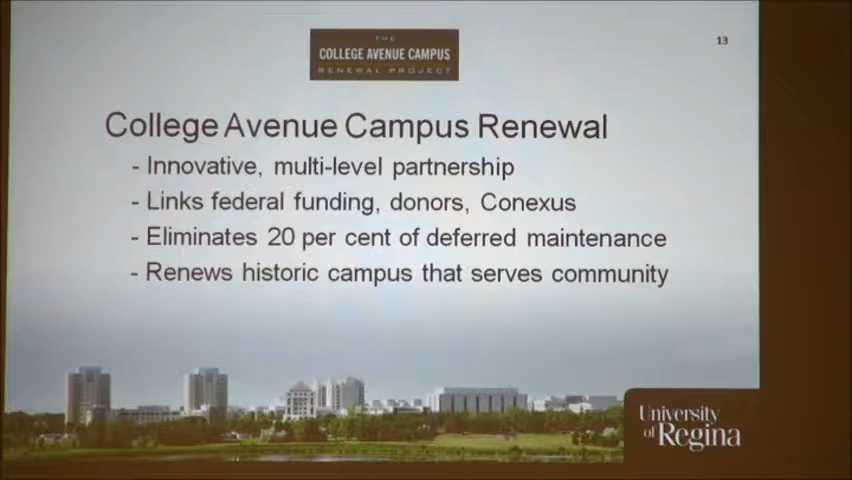 THE
COLLEGE AVENUE CAMPUS
RENEWAL PROJECT
13
College Avenue Campus Renewal
- Innovative, multi-level partnership
- Links federal funding, donors, Conexus
- Eliminates 20 per cent of deferred maintenance
- Renews historic campus that serves community
University
of Regina